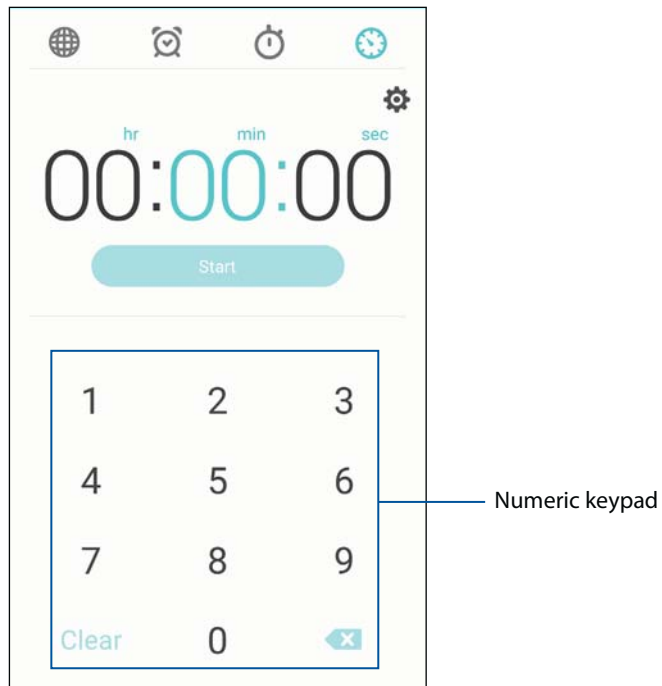 hr min sec
00:00:00
Start
1 2 3
4 5 6
Numeric keypad
7 8 9
Clear 0